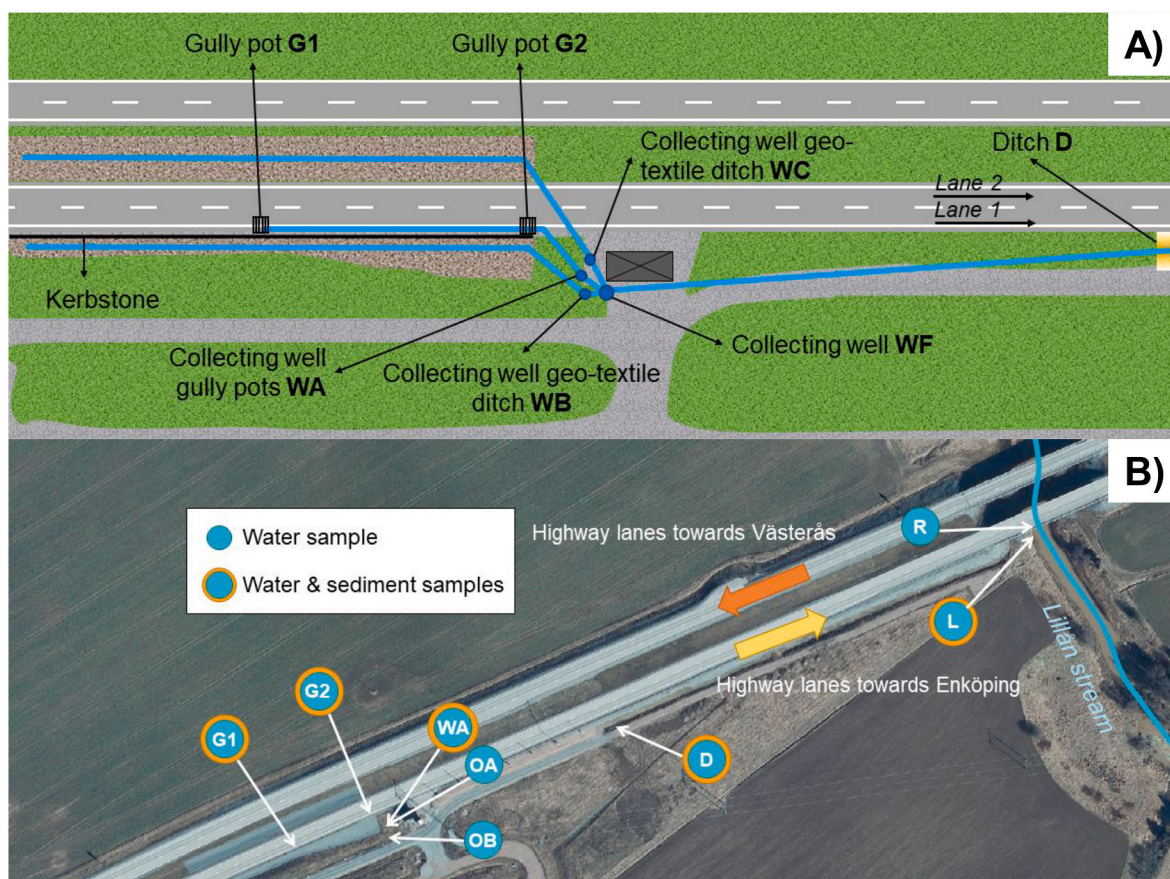 Gully pot G1
Gully pot G2
A)
Collecting well geo-
textile ditch WC
Ditch D
Lane 2
Lane 1
Kerbstone
Collecting well
gully pots WA
Collecting well geo-textile
ditch WB
Collecting well WF
B)
Water sample
Water & sediment samples
Highway lanes towards Västerås
R
L
Lillån stream
Highway lanes towards Enköping
G2
G1
WA
OA
D
OB